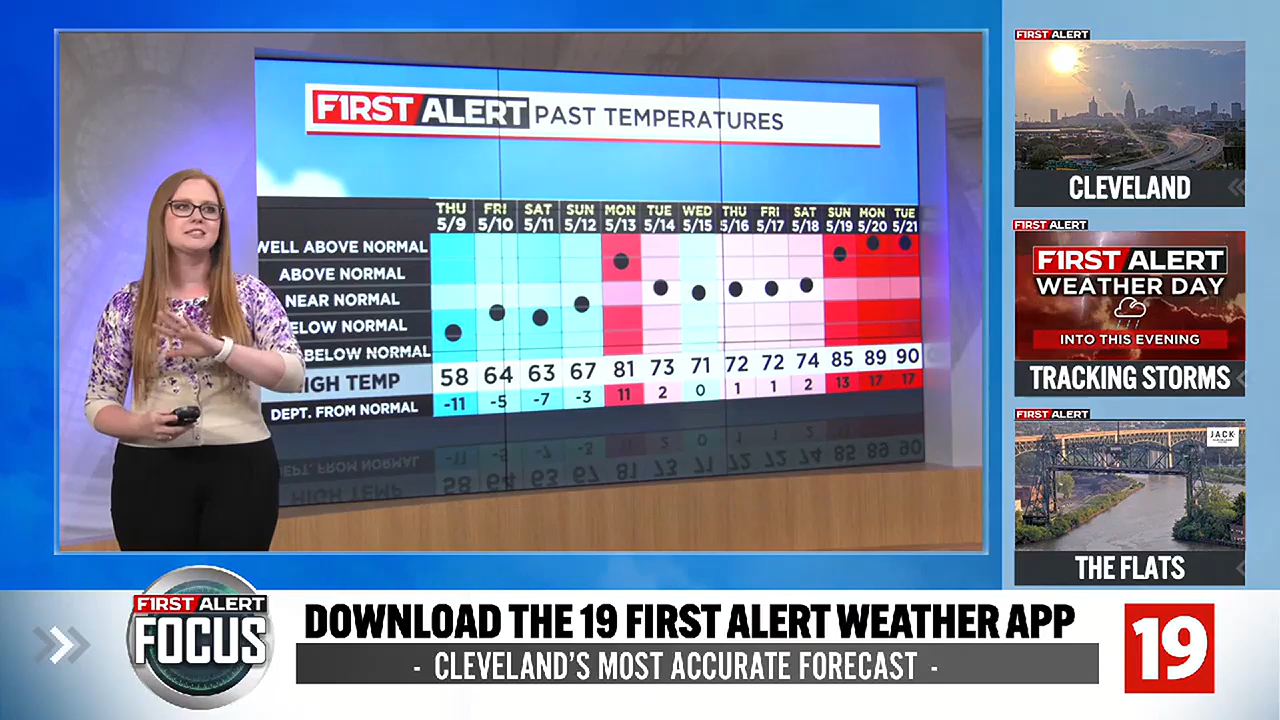 FIRST ALERT PAST TEMPERATURES
THU FRI SAT SUN MON TUE WED THU FRI SAT SUN MON TUE
5/9 5/10 5/11 5/12 5/13 5/14 5/15 5/16 5/17 5/18 5/19 5/20 5/21
WELL ABOVE NORMAL
ABOVE NORMAL
NEAR NORMAL
ELOW NORMAL
BELOW NORMAL
HIGH TEMP 58 64 63 67 81 73 71 72 72 74 85 89 90
DEPT. FROM NORMAL -11 -5 -7 -3 11 2 0 1 1 2 13 17 17
FIRST ALERT
CLEVELAND
FIRST ALERT
FIRST ALERT
WEATHER DAY
INTO THIS EVENING
TRACKING STORMS
FIRST ALERT
JACK
THE FLATS
FIRST ALERT
FOCUS
DOWNLOAD THE 19 FIRST ALERT WEATHER APP
- CLEVELAND'S MOST ACCURATE FORECAST -
19